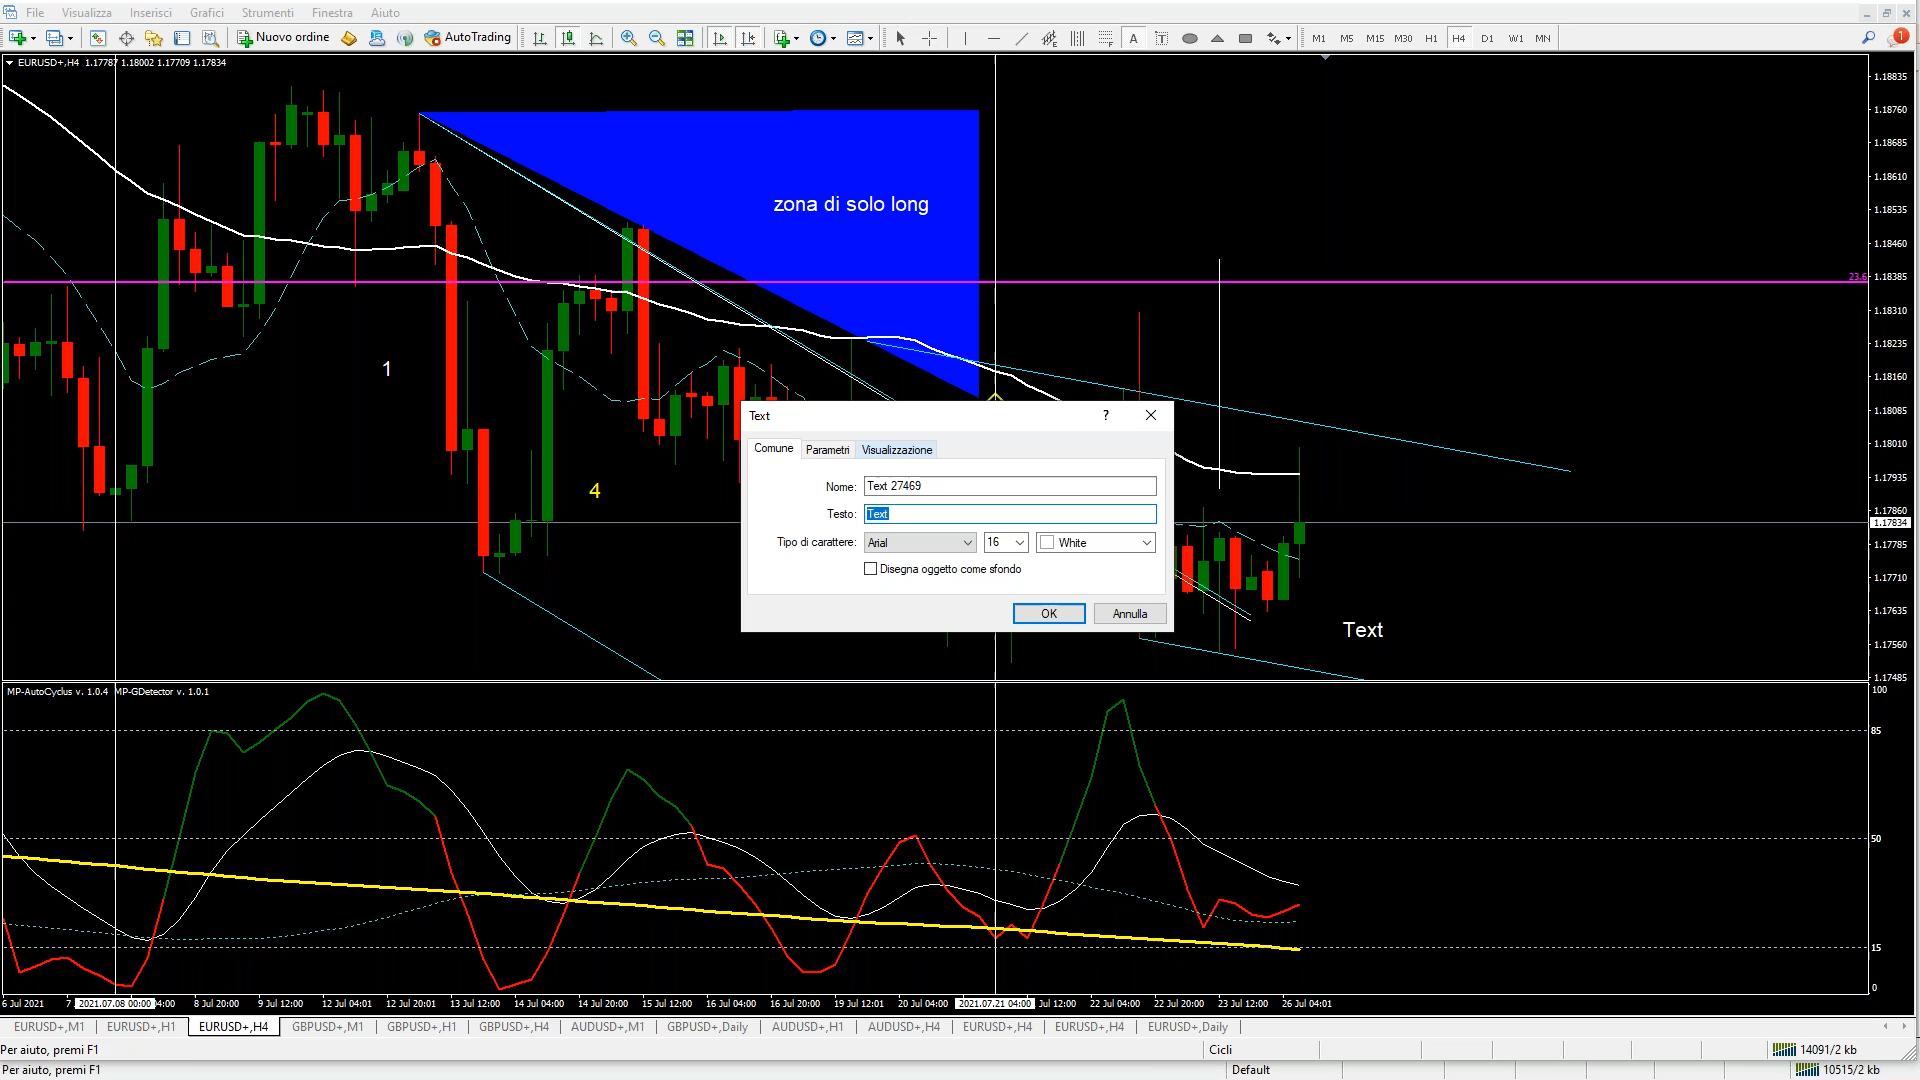 File Visualizza Inserisci Grafici Strumenti Finestra Aiuto
Nuovo ordine AutoTrading A T M1 M5 M15 M30 H1 H4 D1 W1 MN 1
EURUSD+,H4 1.17787 1.18002 1.17709 1.17834
1.18835
1.18760
1.18685
1.18610
zona di solo long
1.18535
1.18460
23.6
1.18385
1.18310
1.18235
1
1.18160
1.18085
Text ?
Comune Parametri Visualizzazione
1.18010
Nome: Text 27469
1.17935
4
Testo: Text
1.17860
1.17834
Tipo di carattere: Arial 16 White
1.17785
Disegna oggetto come sfondo
1.17710
OK Annulla
1.17635
Text
1.17560
1.17485
MP-AutoCyclus v. 1.0.4 MP-GDetector v. 1.0.1
100
85
50
15
0
6 Jul 2021 7 2021.07.08 00:00 04:00 8 Jul 20:00 9 Jul 12:00 12 Jul 04:01 12 Jul 20:01 13 Jul 12:00 14 Jul 04:00 14 Jul 20:00 15 Jul 12:00 16 Jul 04:00 16 Jul 20:00 19 Jul 12:01 20 Jul 04:00 2021.07.21 04:00 Jul 12:00 22 Jul 04:00 22 Jul 20:00 23 Jul 12:00 26 Jul 04:01
EURUSD+,M1 EURUSD+,H1 EURUSD+,H4 GBPUSD+,M1 GBPUSD+,H1 GBPUSD+,H4 AUDUSD+,M1 GBPUSD+,Daily AUDUSD+,H1 AUDUSD+,H4 EURUSD+,H4 EURUSD+,H4 EURUSD+,Daily
Per aiuto, premi F1 Cicli 14091/2 kb
Per aiuto, premi F1 Default 10515/2 kb